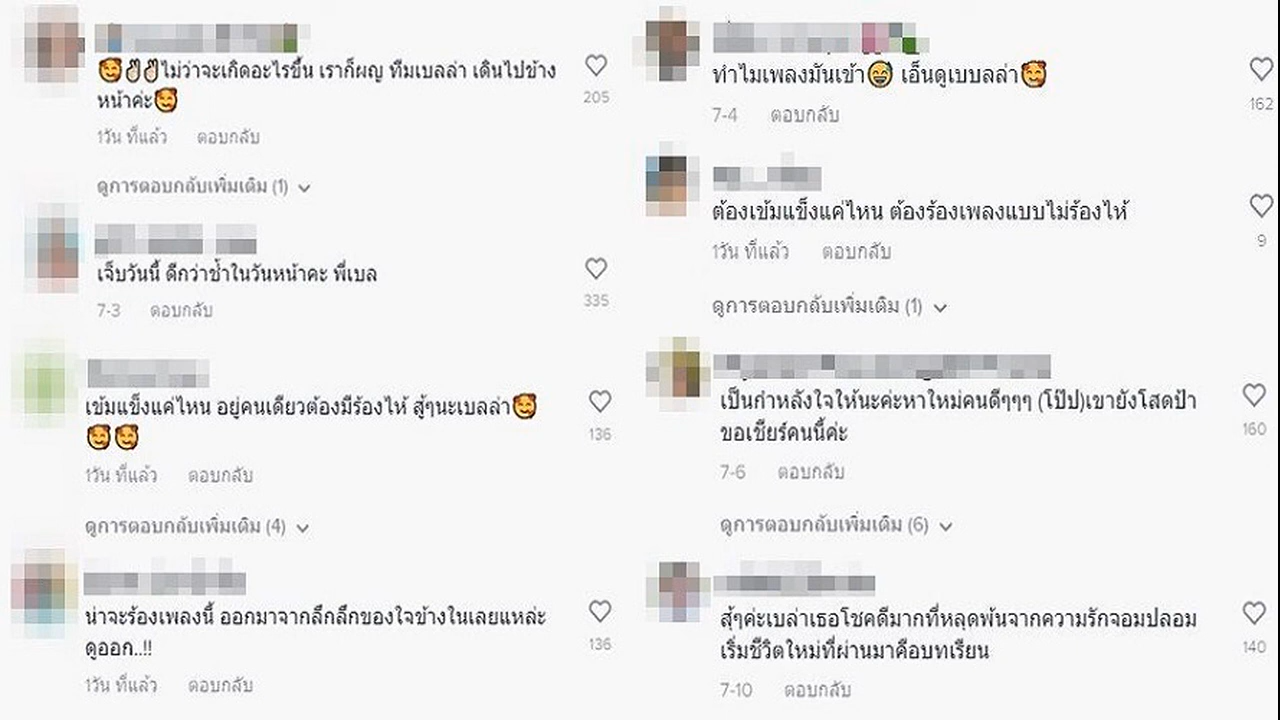 🥰✌🏻✌🏻ไม่ว่าจะเกิดอะไรขึ้น เราก็ผญ ทีมเบลล่า เดินไปข้าง
หน้าค่ะ🥰
205
1วัน ที่แล้ว ตอบกลับ
ดูการตอบกลับเพิ่มเติม (1)
เจ็บวันนี้ ดีกว่าช้ำในวันหน้าคะ พี่เบล
335
7-3 ตอบกลับ
เข้มแข็งแค่ไหน อยู่คนเดียวต้องมีร้องไห้ สู้ๆนะเบลล่า🥰
🥰🥰
136
1วัน ที่แล้ว ตอบกลับ
ดูการตอบกลับเพิ่มเติม (4)
น่าจะร้องเพลงนี้ ออกมาจากลึกลึกของใจข้างในเลยแหล่ะ
ดูออก..!!
136
1วัน ที่แล้ว ตอบกลับ
ทำไมเพลงมันเข้า😅 เอ็นดูเบบลล่า🥰
162
7-4 ตอบกลับ
ต้องเข้มแข็งแค่ไหน ต้องร้องเพลงแบบไม่ร้องไห้
9
1วัน ที่แล้ว ตอบกลับ
ดูการตอบกลับเพิ่มเติม (1)
เป็นกำหลังใจให้นะค่ะหาใหม่คนดีๆๆๆ (โป๊ป)เขายังโสดป้า
ขอเชียร์คนนี้ค่ะ
160
7-6 ตอบกลับ
ดูการตอบกลับเพิ่มเติม (6)
สุ้ๆค่ะเบล่าเธอโชคดีมากที่หลุดพ้นจากความรักจอมปลอม
เริ่มชีวิตใหม่ที่ผ่านมาคือบทเรียน
140
7-10 ตอบกลับ